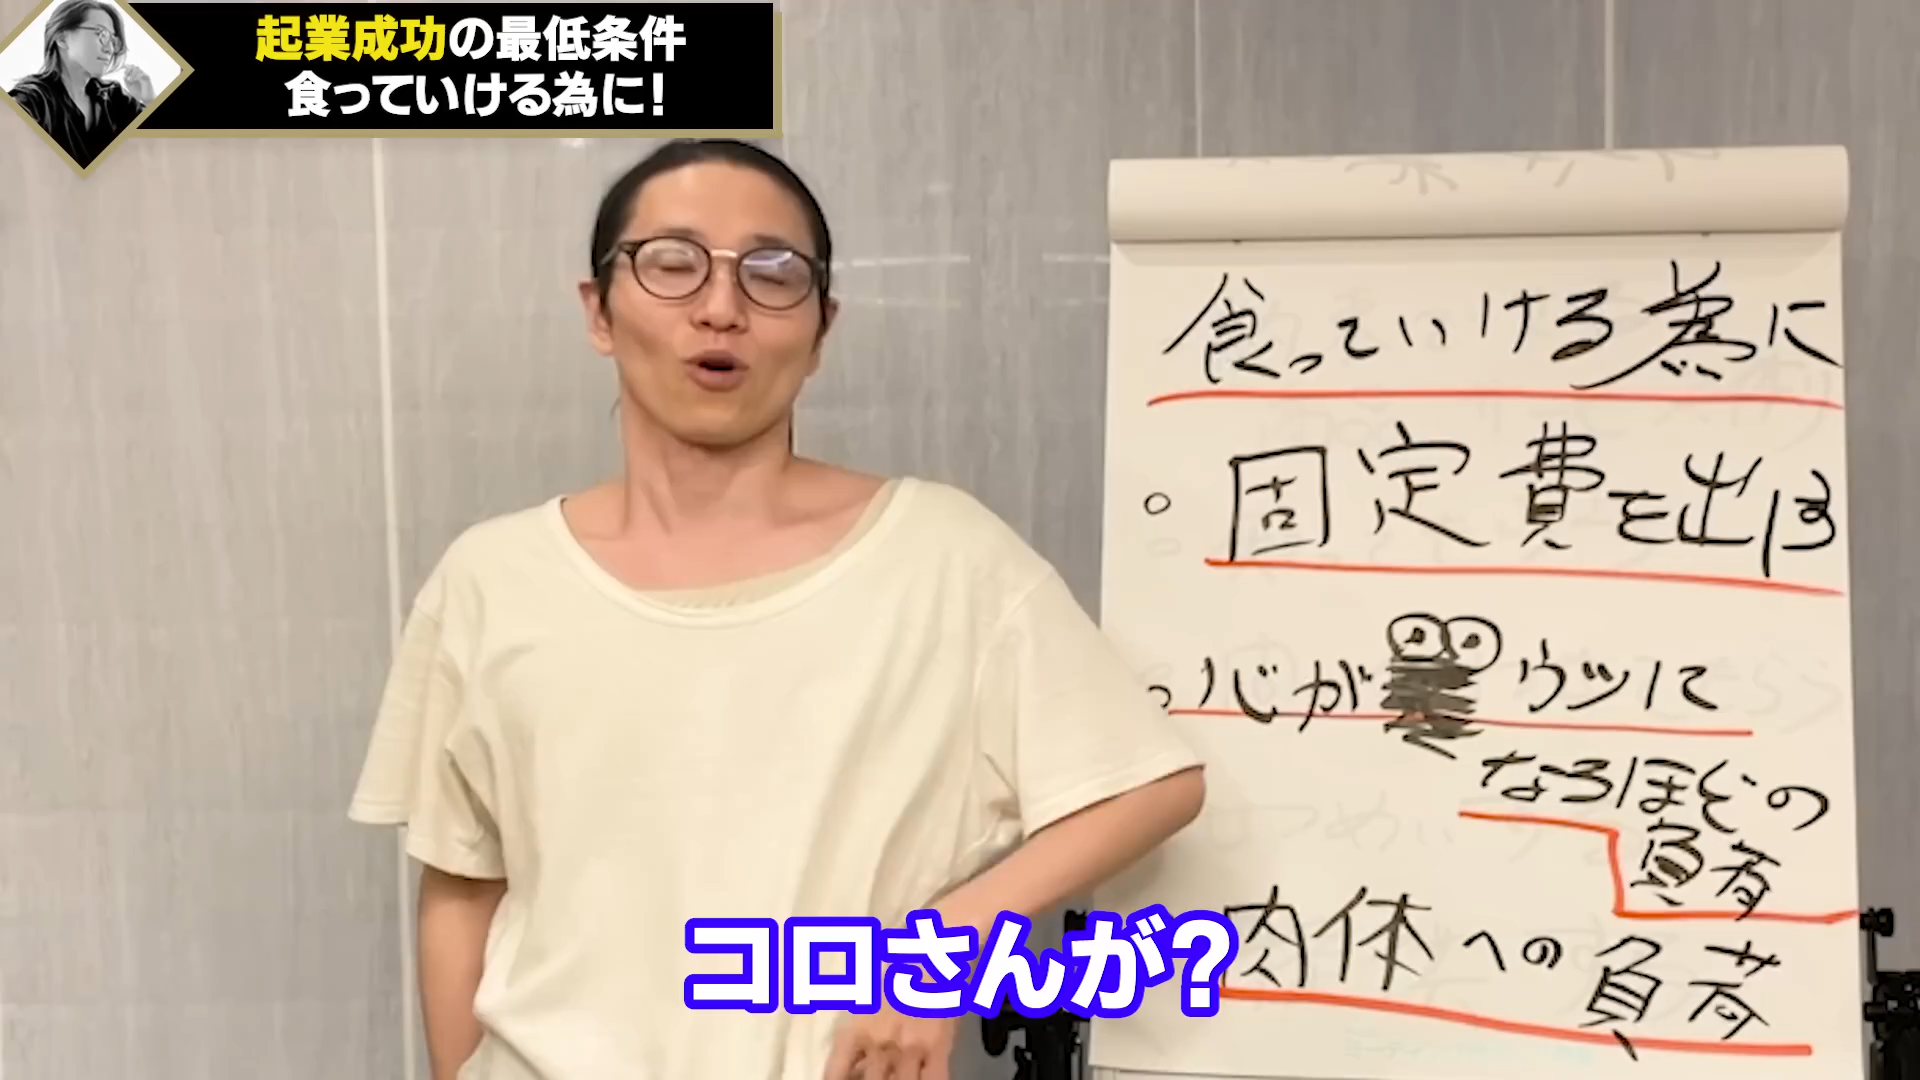 起業成功の最低条件
食っていける為に!
食っていける為に
。固定費を出す
心が ウツに
なるほどの
負荷
肉体への負荷
コロさんが?